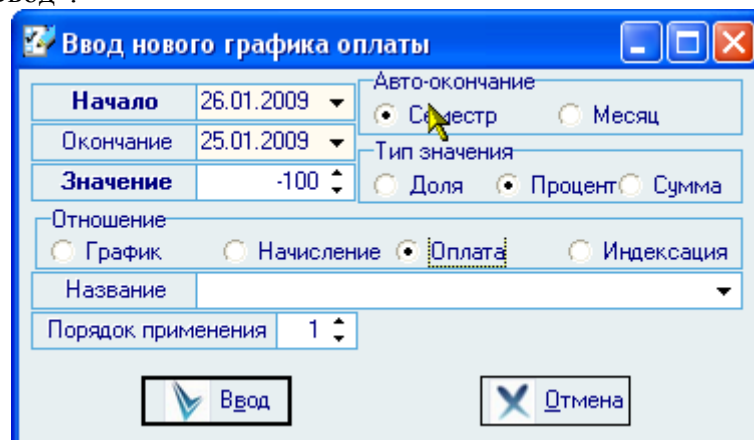 Ввод нового графика оплаты
Авто-окончание
Начало 26.01.2009
Семестр Месяц
Окончание 25.01.2009
Тип значения
Значение -100
Доля Процент Сумма
Отношение
График Начисление Оплата Индексация
Название
Порядок применения 1
Ввод Отмена